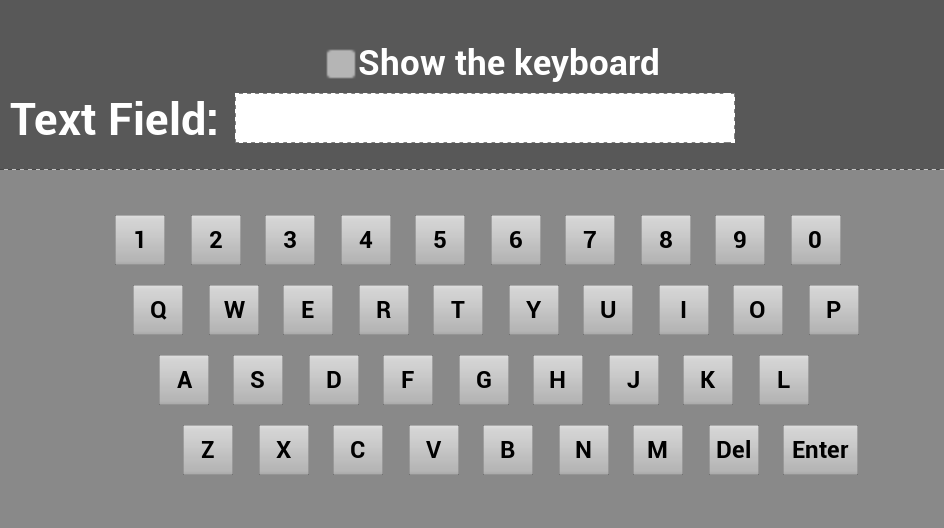 Show the keyboard
Text Field:
1 2 3 4 5 6 7 8 9 0
Q W E R T Y U I O P
A S D F G H J K L
Z X C V B N M Del Enter